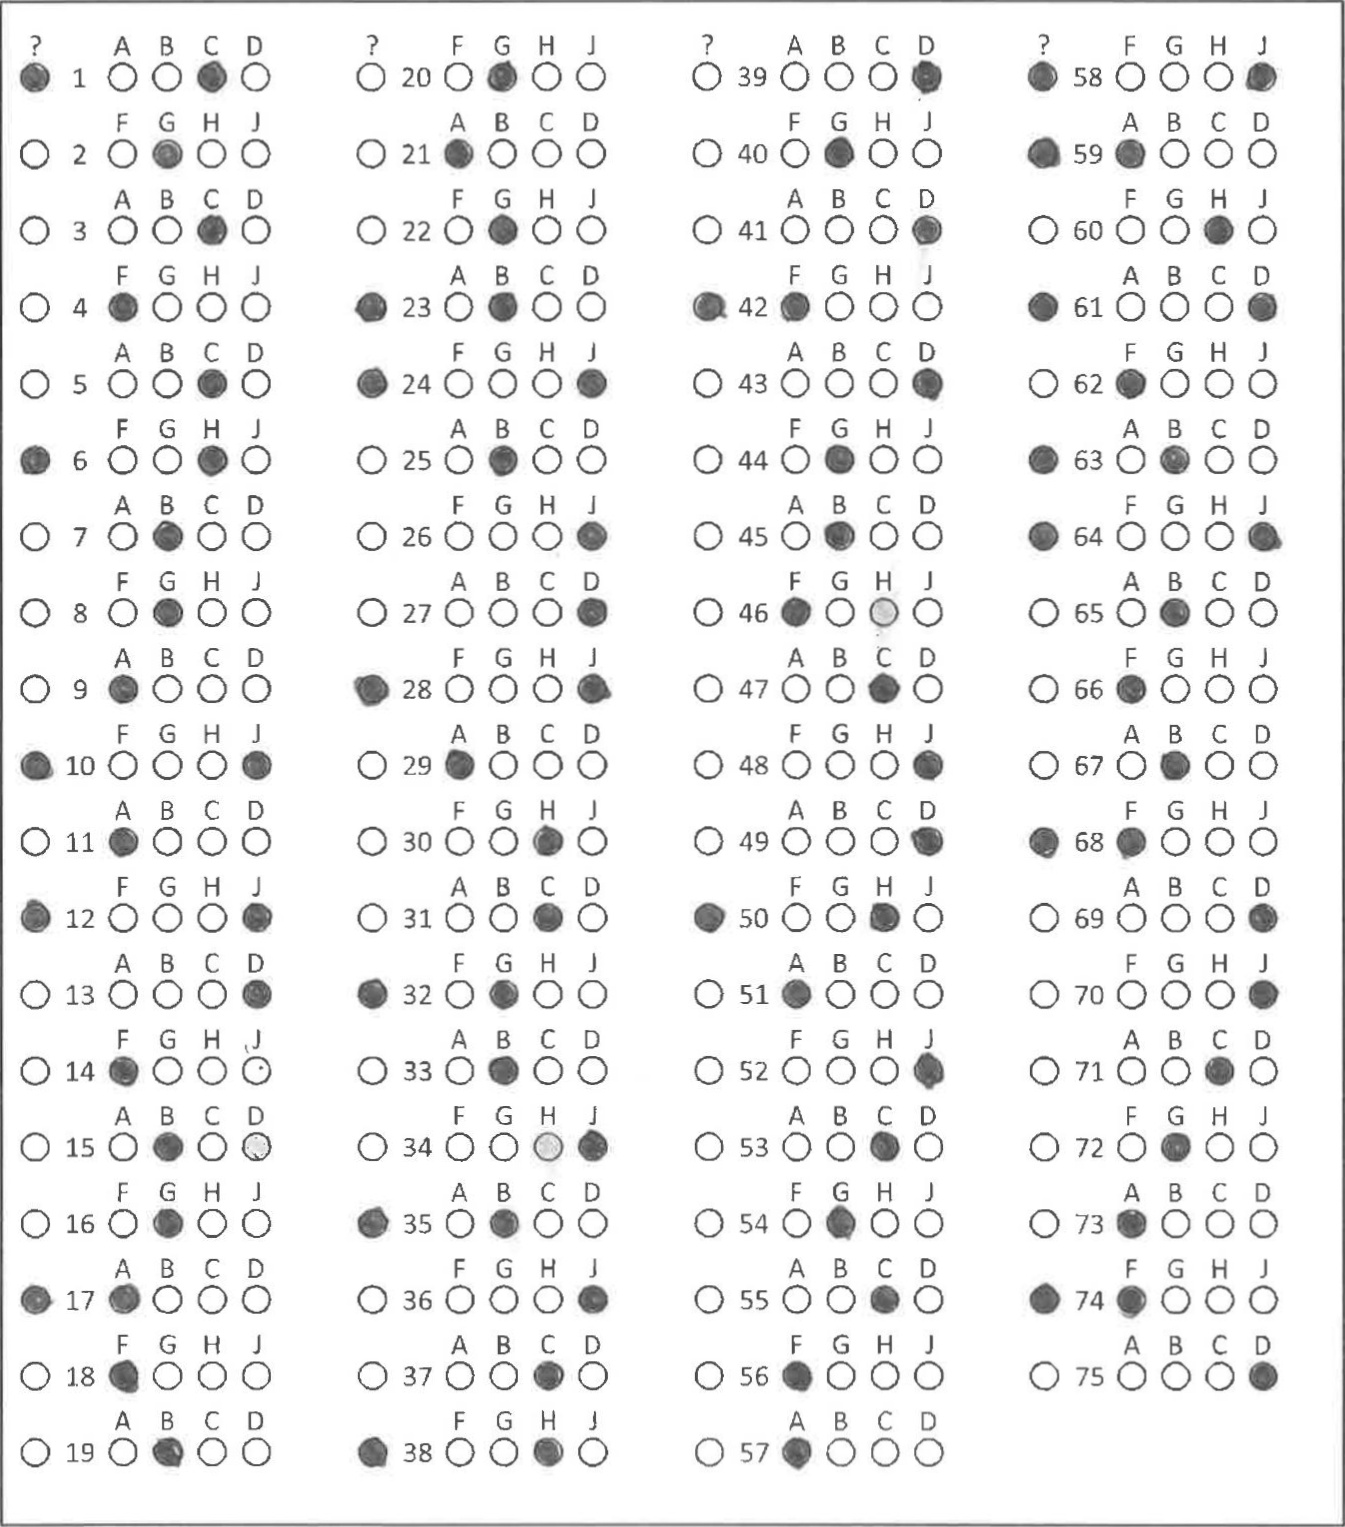 ? A B C D
1
F G H J
2
A B C D
3
F G H J
4
A B C D
5
F G H J
6
A B C D
7
F G H J
8
A B C D
9
F G H J
10
A B C D
11
F G H J
12
A B C D
13
F G H J
14
A B C D
15
F G H J
16
A B C D
17
F G H J
18
A B C D
19
? F G H J
20
A B C D
21
F G H J
22
A B C D
23
F G H J
24
A B C D
25
F G H J
26
A B C D
27
F G H J
28
A B C D
29
F G H J
30
A B C D
31
F G H J
32
A B C D
33
F G H J
34
A B C D
35
F G H J
36
A B C D
37
F G H J
38
? A B C D
39
F G H J
40
A B C D
41
F G H J
42
A B C D
43
F G H J
44
A B C D
45
F G H J
46
A B C D
47
F G H J
48
A B C D
49
F G H J
50
A B C D
51
F G H J
52
A B C D
53
F G H J
54
A B C D
55
F G H J
56
A B C D
57
? F G H J
58
A B C D
59
F G H J
60
A B C D
61
F G H J
62
A B C D
63
F G H J
64
A B C D
65
F G H J
66
A B C D
67
F G H J
68
A B C D
69
F G H J
70
A B C D
71
F G H J
72
A B C D
73
F G H J
74
A B C D
75